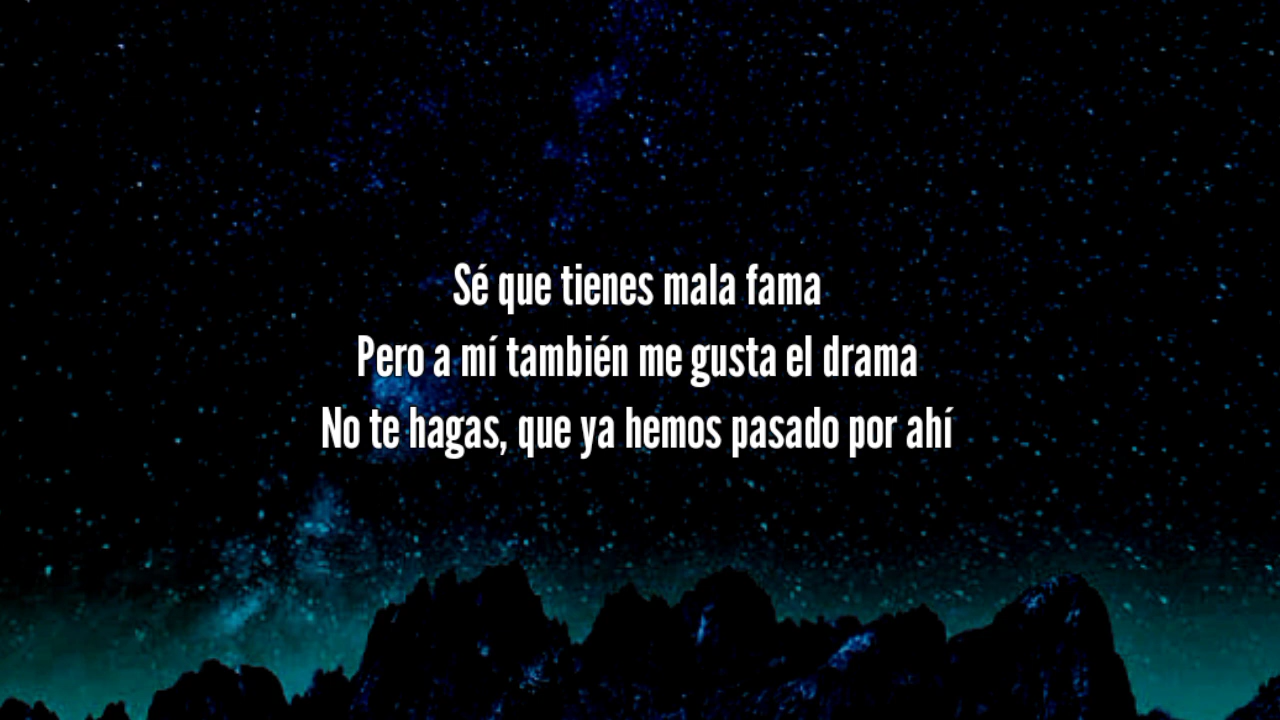 Sé que tienes mala fama
Pero a mí también me gusta el drama
No te hagas, que ya hemos pasado por ahí